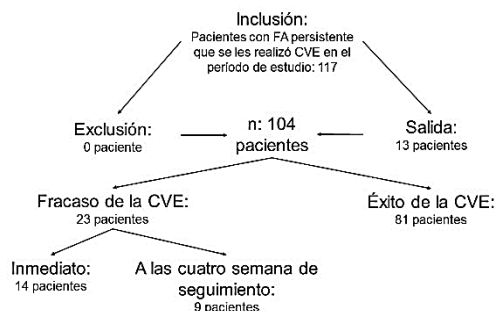 Inclusión:
Pacientes con FA persistente
que se les realizó CVE en el
período de estudio: 117
Exclusión:
0 paciente
n: 104
pacientes
Salida:
13 pacientes
Fracaso de la CVE:
23 pacientes
Éxito de la CVE:
81 pacientes
Inmediato:
14 pacientes
A las cuatro semana de
seguimiento:
9 pacientes